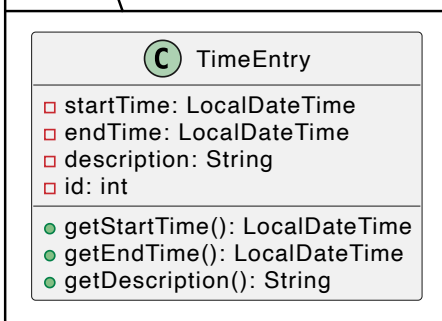 C TimeEntry
startTime: LocalDateTime
endTime: LocalDateTime
description: String
id: int
getStartTime(): LocalDateTime
getEndTime(): LocalDateTime
getDescription(): String